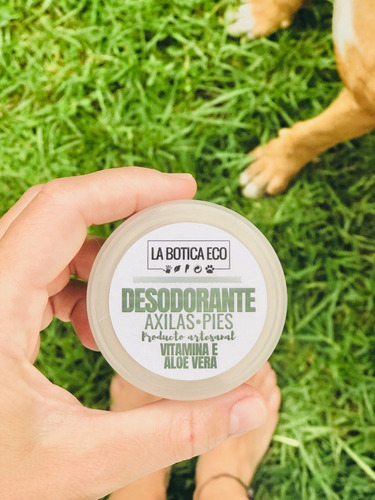 LA BOTICA ECO
DESODORANTE
AXILAS•PIES
Producto artesanal
VITAMINA E
ALOE VERA